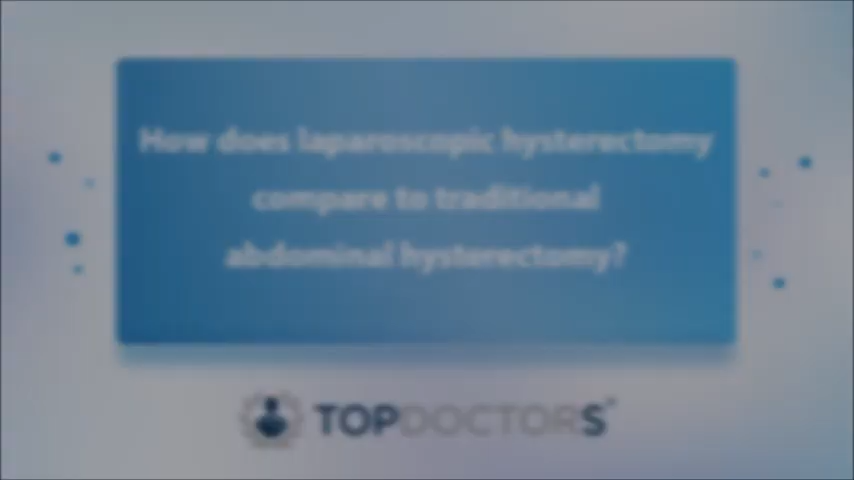 How does laparoscopic hysterectomy
compare to traditional
abdominal hysterectomy?
TOPDOCTORS